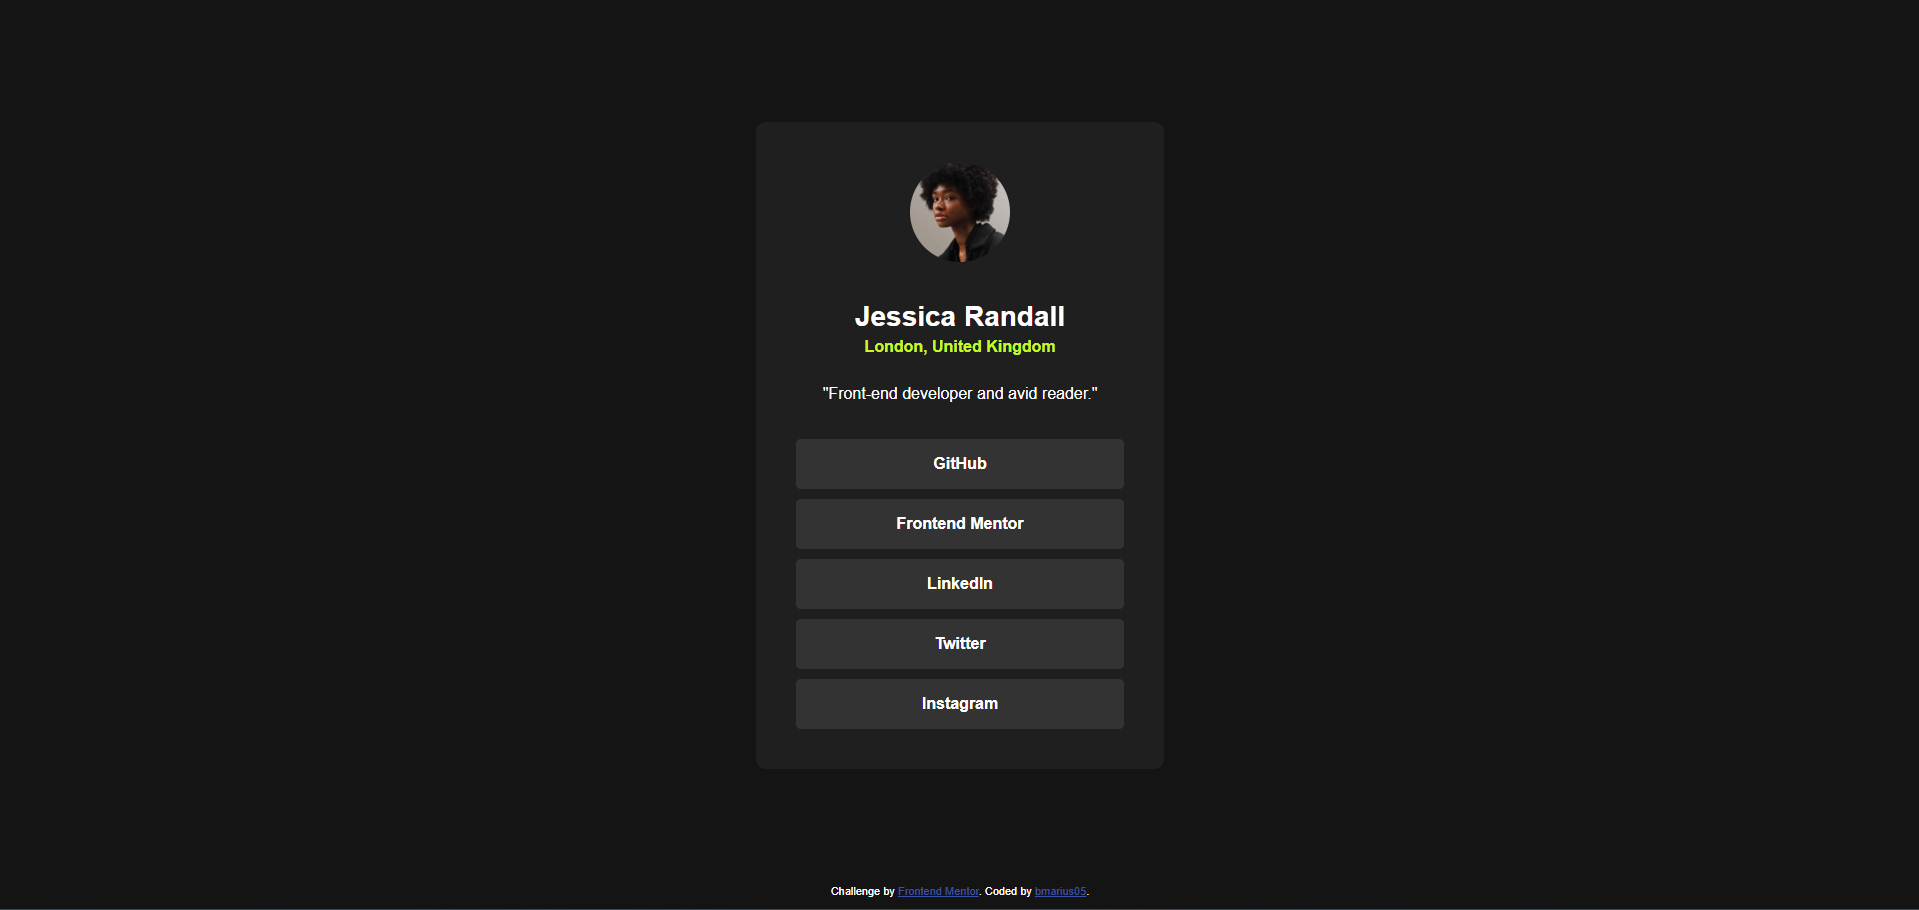 Jessica Randall
London, United Kingdom
"Front-end developer and avid reader."
GitHub
Frontend Mentor
LinkedIn
Twitter
Instagram
Challenge by Frontend Mentor. Coded by bmarius05.